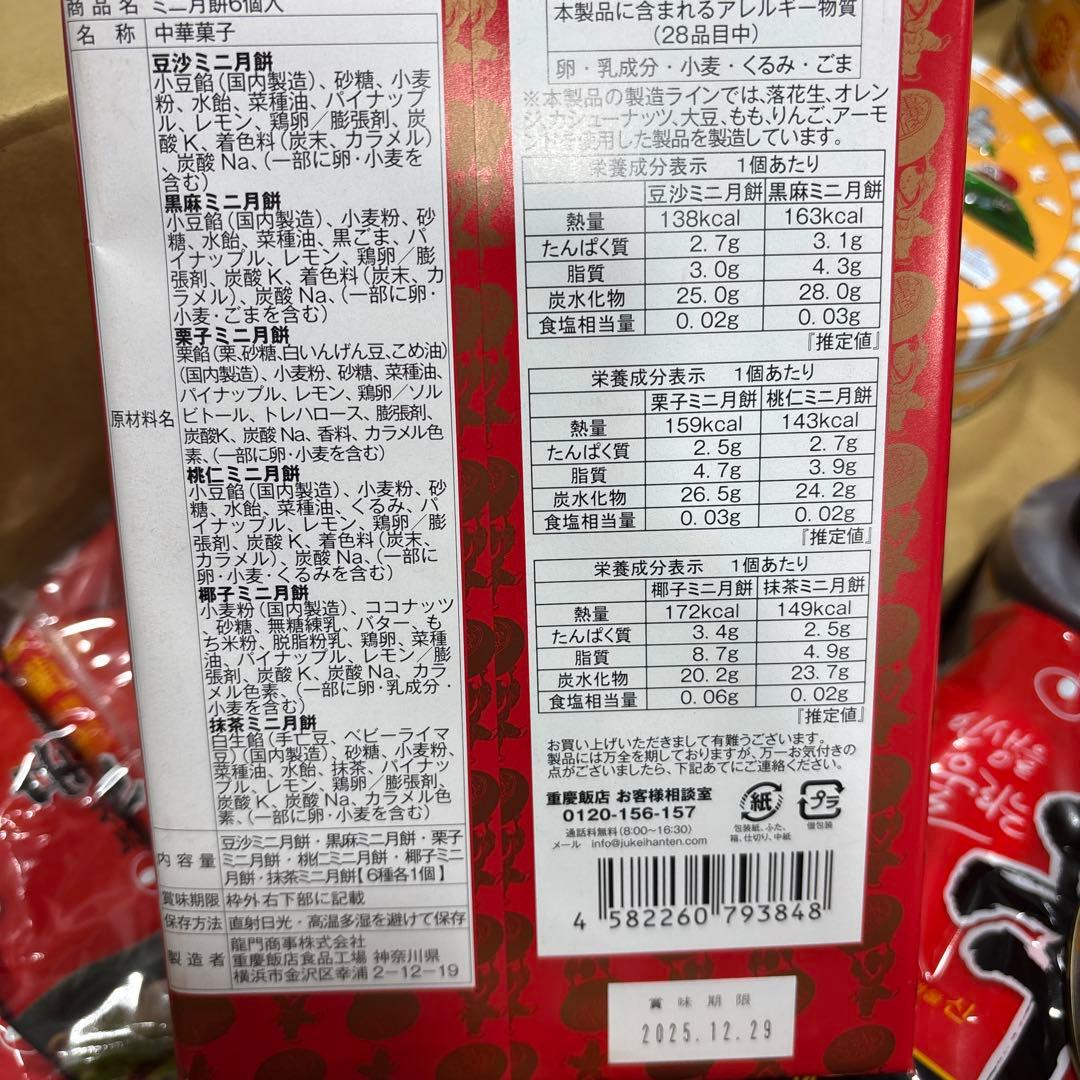 商品名 ミニ月餅6個入
名称 中華菓子
原材料名
豆沙ミニ月餅
小豆餡(国内製造)、砂糖、小麦
粉、水飴、菜種油、パイナップ
ル、レモン、鶏卵/膨張剤、炭
酸K、着色料(炭末、カラメル)
、炭酸Na、(一部に卵・小麦を
含む)
黒麻ミニ月餅
小豆餡(国内製造)、小麦粉、砂
糖、水飴、菜種油、黒ごま、パ
イナップル、レモン、鶏卵/膨
張剤、炭酸K、着色料(炭末、カ
ラメル)、炭酸Na、(一部に卵・
小麦・ごまを含む)
栗子ミニ月餅
栗餡(栗、砂糖、白いんげん豆、こめ油)
(国内製造)、小麦粉、砂糖、菜種油、
パイナップル、レモン、鶏卵/ソル
ビトール、トレハロース、膨張剤、
炭酸K、炭酸Na、香料、カラメル色
素、(一部に卵・小麦を含む)
桃仁ミニ月餅
小豆餡(国内製造)、小麦粉、砂
糖、水飴、菜種油、くるみ、パ
イナップル、レモン、鶏卵/膨
張剤、炭酸K、着色料(炭末、
カラメル)、炭酸Na、(一部に
卵・小麦・くるみを含む)
椰子ミニ月餅
小麦粉(国内製造)、ココナッツ
、砂糖、無糖練乳、バター、も
ち米粉、脱脂粉乳、鶏卵、菜種
油、パイナップル、レモン/膨
張剤、炭酸K、炭酸Na、カラ
メル色素、(一部に卵・乳成分・
小麦を含む)
抹茶ミニ月餅
白生餡(手亡豆、ベビーライマ
豆)(国内製造)、砂糖、小麦粉、
菜種油、水飴、抹茶、パイナッ
プル、レモン、鶏卵/膨張剤、
炭酸K、炭酸Na、カラメル色
素、(一部に卵・小麦を含む)
内容量 豆沙ミニ月餅・黒麻ミニ月餅・栗子
ミニ月餅・桃仁ミニ月餅・椰子ミニ
月餅・抹茶ミニ月餅【6種各1個】
賞味期限 枠外右下部に記載
保存方法 直射日光・高温多湿を避けて保存
製造者 龍門商事株式会社
重慶飯店食品工場 神奈川県
横浜市金沢区幸浦2-12-19
本製品に含まれるアレルギー物質
(28品目中)
卵・乳成分・小麦・くるみ・ごま
※本製品の製造ラインでは、落花生、オレン
ジ、カシューナッツ、大豆、もも、りんご、アーモ
ンドを使用した製品を製造しています。
栄養成分表示 1個あたり
豆沙ミニ月餅 黒麻ミニ月餅
熱量 138kcal 163kcal
たんぱく質 2.7g 3.1g
脂質 3.0g 4.3g
炭水化物 25.0g 28.0g
食塩相当量 0.02g 0.03g
『推定値』
栄養成分表示 1個あたり
栗子ミニ月餅 桃仁ミニ月餅
熱量 159kcal 143kcal
たんぱく質 2.5g 2.7g
脂質 4.7g 3.9g
炭水化物 26.5g 24.2g
食塩相当量 0.03g 0.02g
『推定値』
栄養成分表示 1個あたり
椰子ミニ月餅 抹茶ミニ月餅
熱量 172kcal 149kcal
たんぱく質 3.4g 2.5g
脂質 8.7g 4.9g
炭水化物 20.2g 23.7g
食塩相当量 0.06g 0.02g
『推定値』
お買い上げいただきまして有難うございます。
製品には万全を期しておりますが、万一お気付きの
点がございましたら、下記あてにご連絡ください。
重慶飯店 お客様相談室
0120-156-157
通話料無料(8:00〜16:30)
メール info@jukeihanten.com
紙
包装紙、ふた、
箱、仕切り、中紙
プラ
個包装
4 582260 793848
賞味期限
2025.12.29